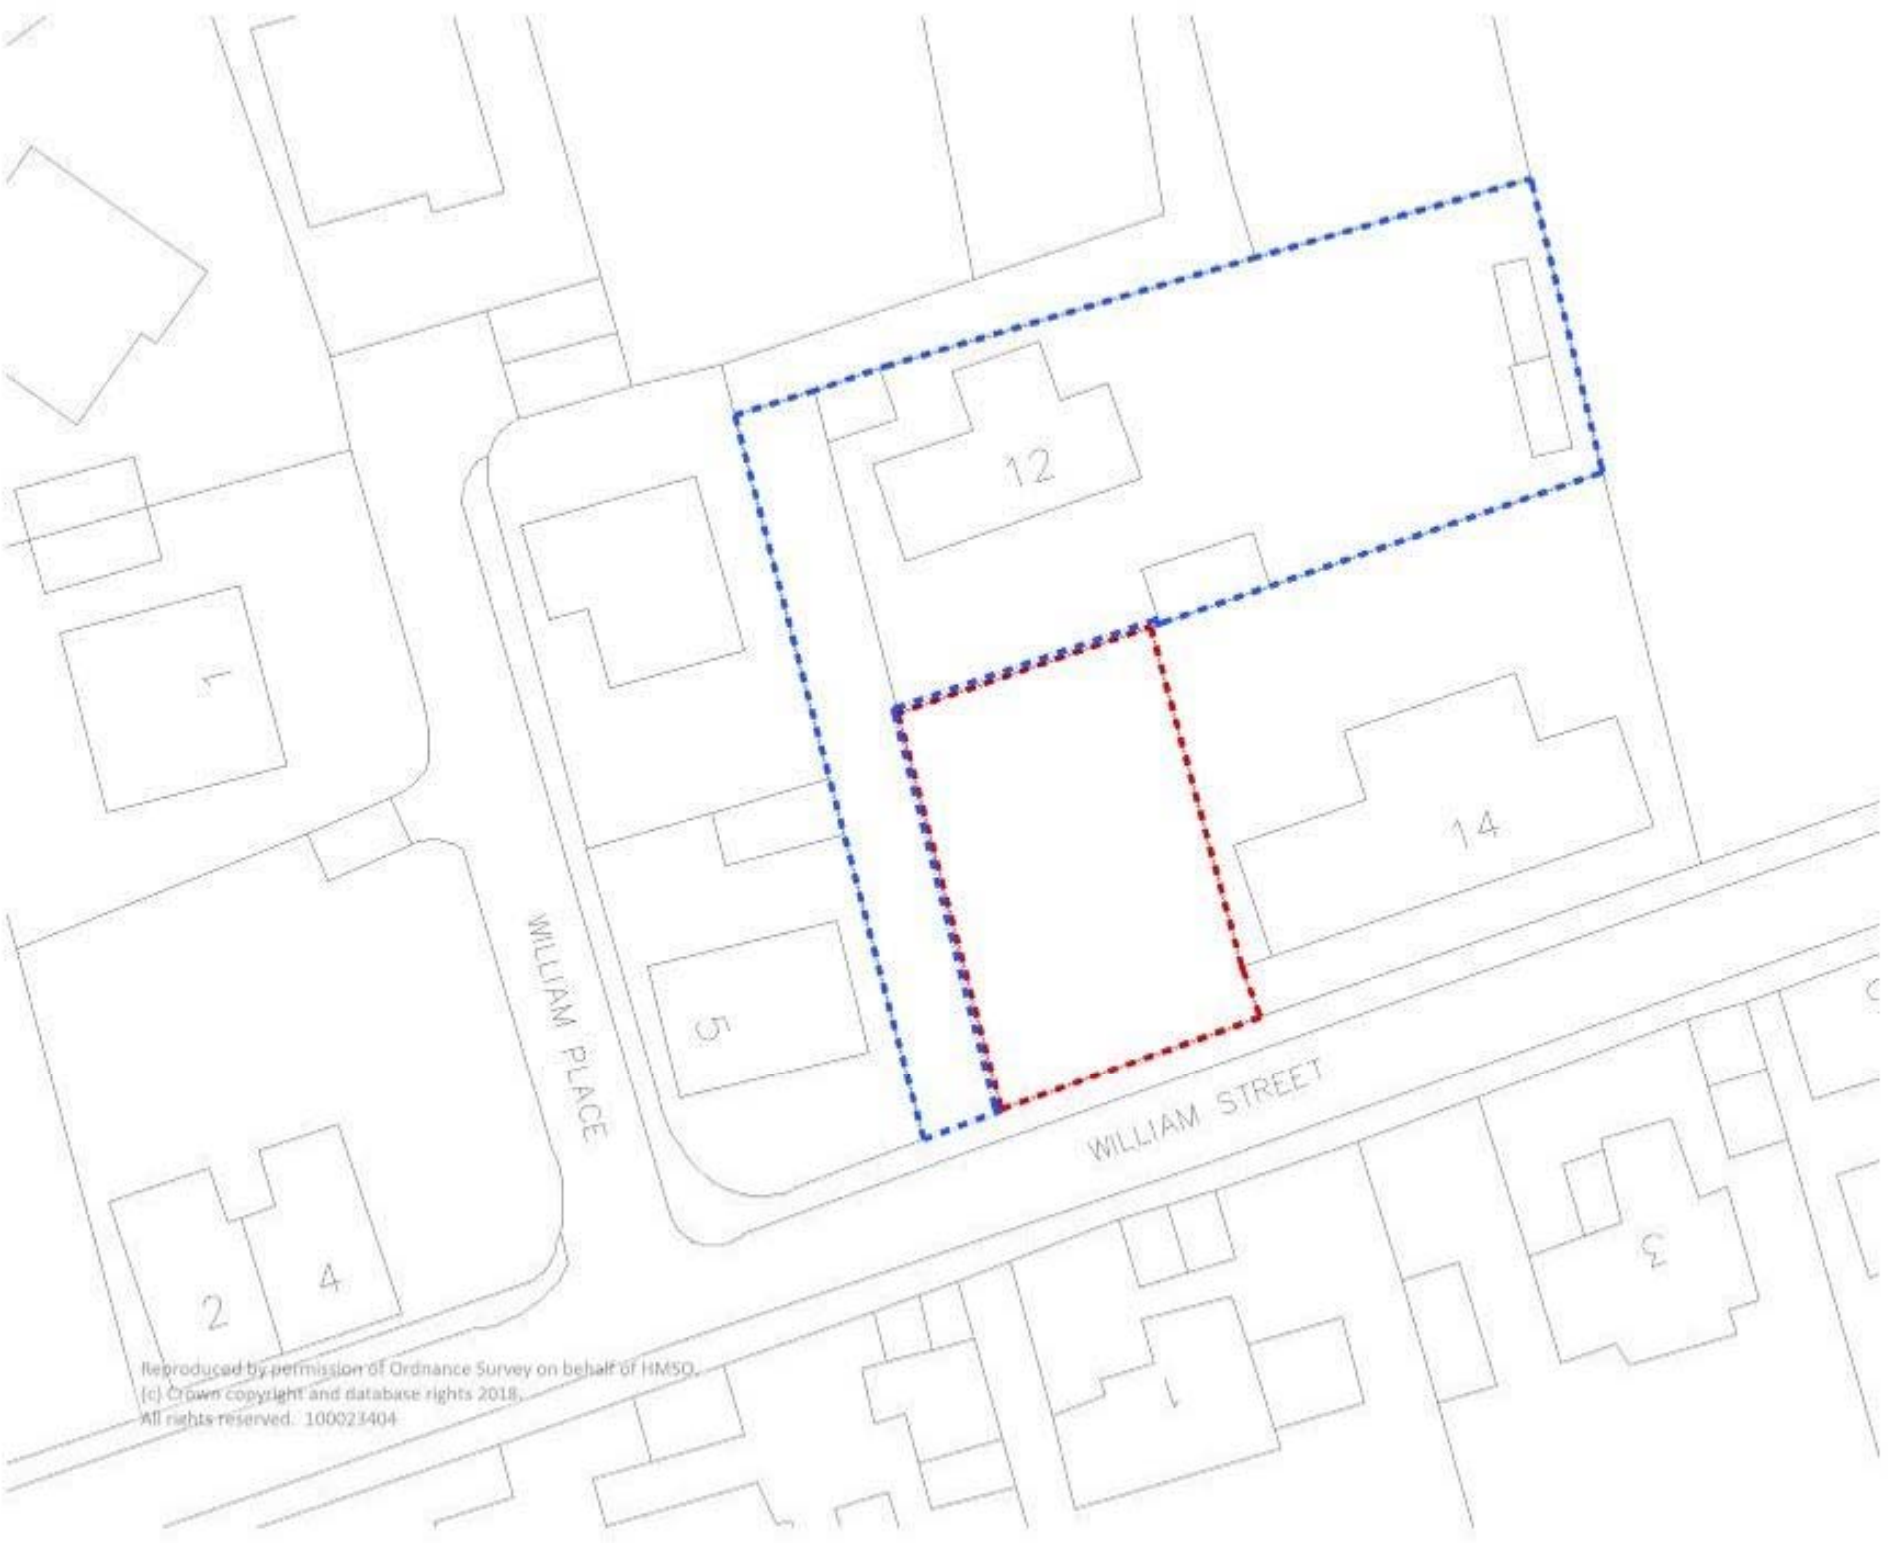 12
1
14
WILLIAM PLACE
5
WILLIAM STREET
3
4
2
Reproduced by permission of Ordnance Survey on behalf of HMSO.
(c) Crown copyright and database rights 2018.
All rights reserved. 100023404
1